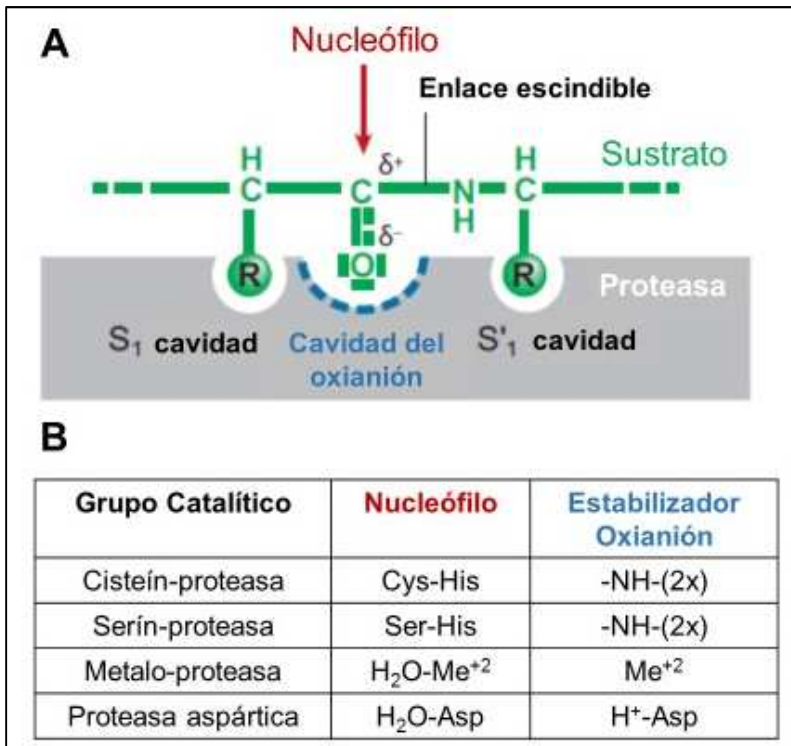 A
Nucleófilo
Enlace escindible
H
C
δ+
C
N
H
H
C
Sustrato
δ−
O
R
R
Proteasa
S1 cavidad
Cavidad del
oxianión
S'1 cavidad
B
Grupo Catalítico
Nucleófilo
Estabilizador
Oxianión
Cisteín-proteasa
Cys-His
-NH-(2x)
Serín-proteasa
Ser-His
-NH-(2x)
Metalo-proteasa
H2O-Me+2
Me+2
Proteasa aspártica
H2O-Asp
H+-Asp